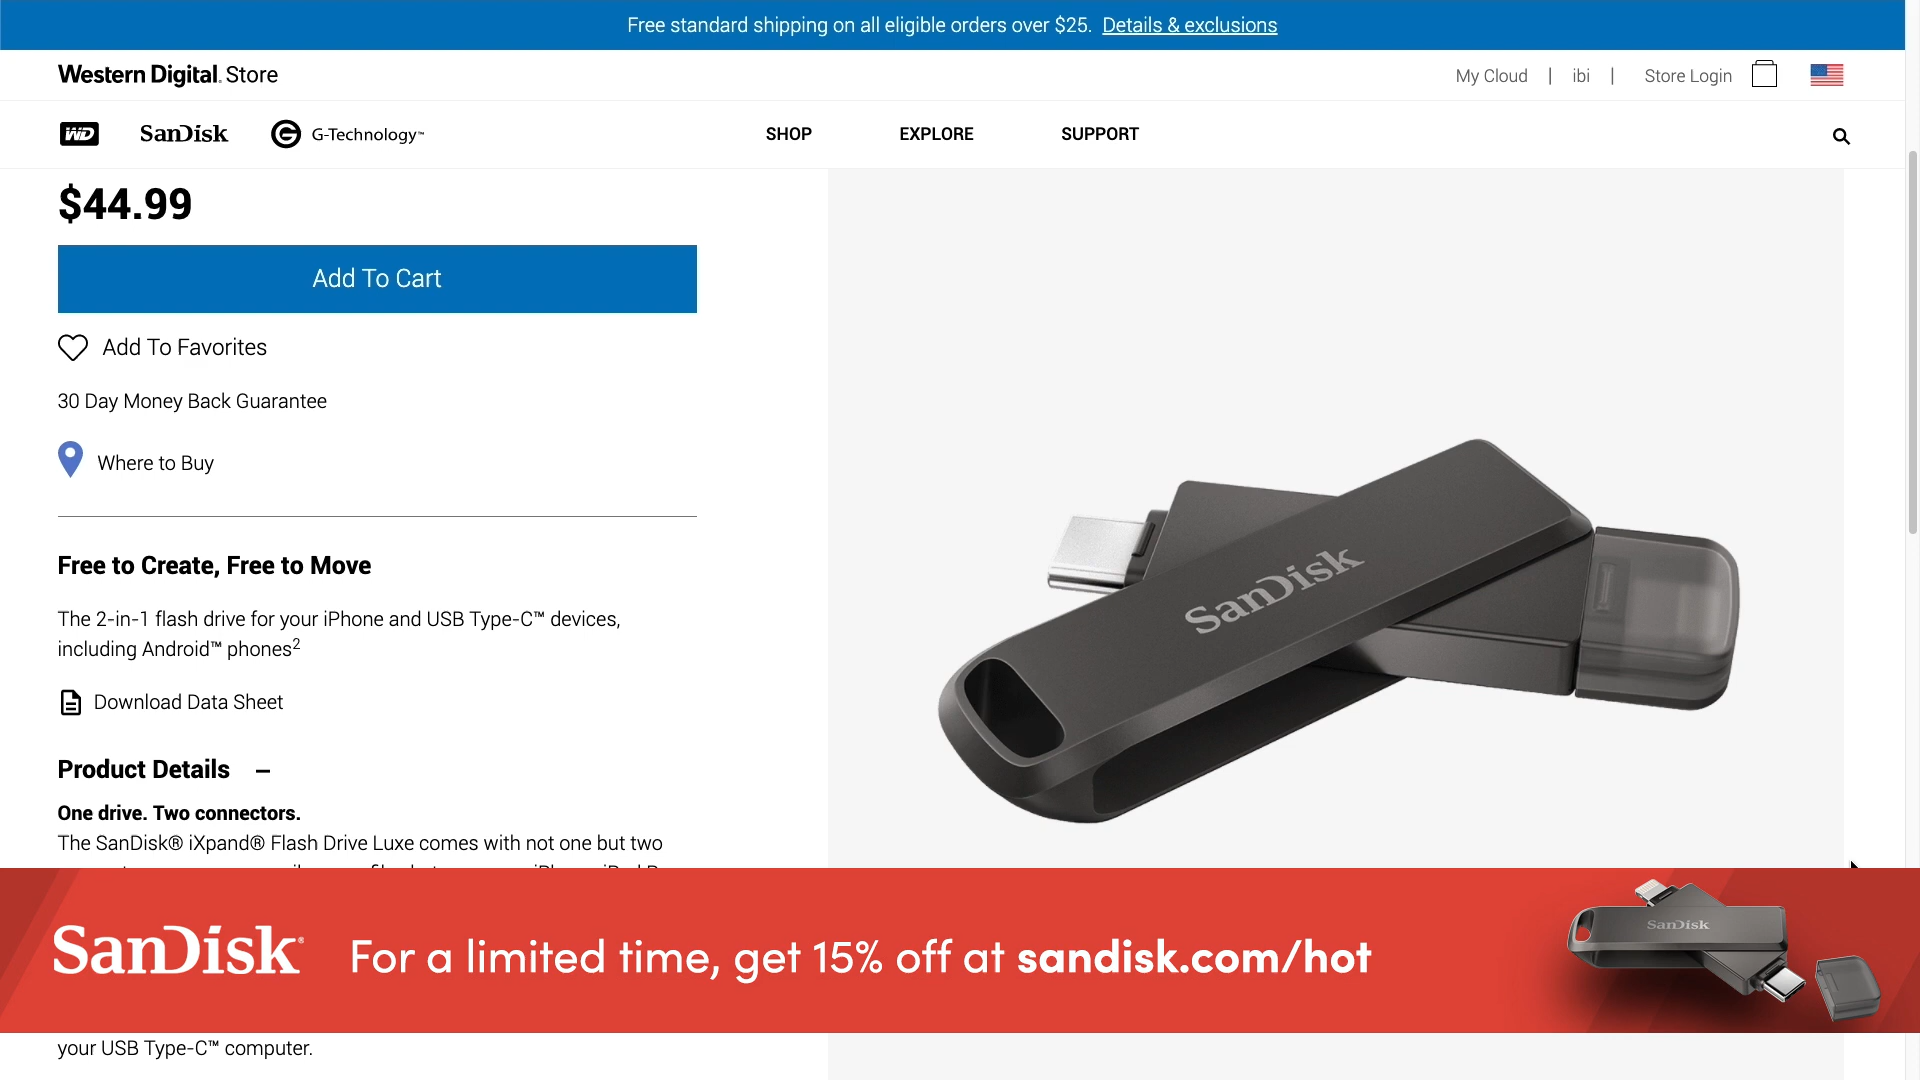 Free standard shipping on all eligible orders over $25. Details & exclusions
Western Digital. Store
My Cloud | ibi | Store Login
WD
SanDisk
G-Technology™
SHOP
EXPLORE
SUPPORT
$44.99
Add To Cart
Add To Favorites
30 Day Money Back Guarantee
Where to Buy
Free to Create, Free to Move
The 2-in-1 flash drive for your iPhone and USB Type-C™ devices,
including Android™ phones2
Download Data Sheet
Product Details –
One drive. Two connectors.
The SanDisk® iXpand® Flash Drive Luxe comes with not one but two
SanDisk
SanDisk® For a limited time, get 15% off at sandisk.com/hot
SanDisk
your USB Type-C™ computer.